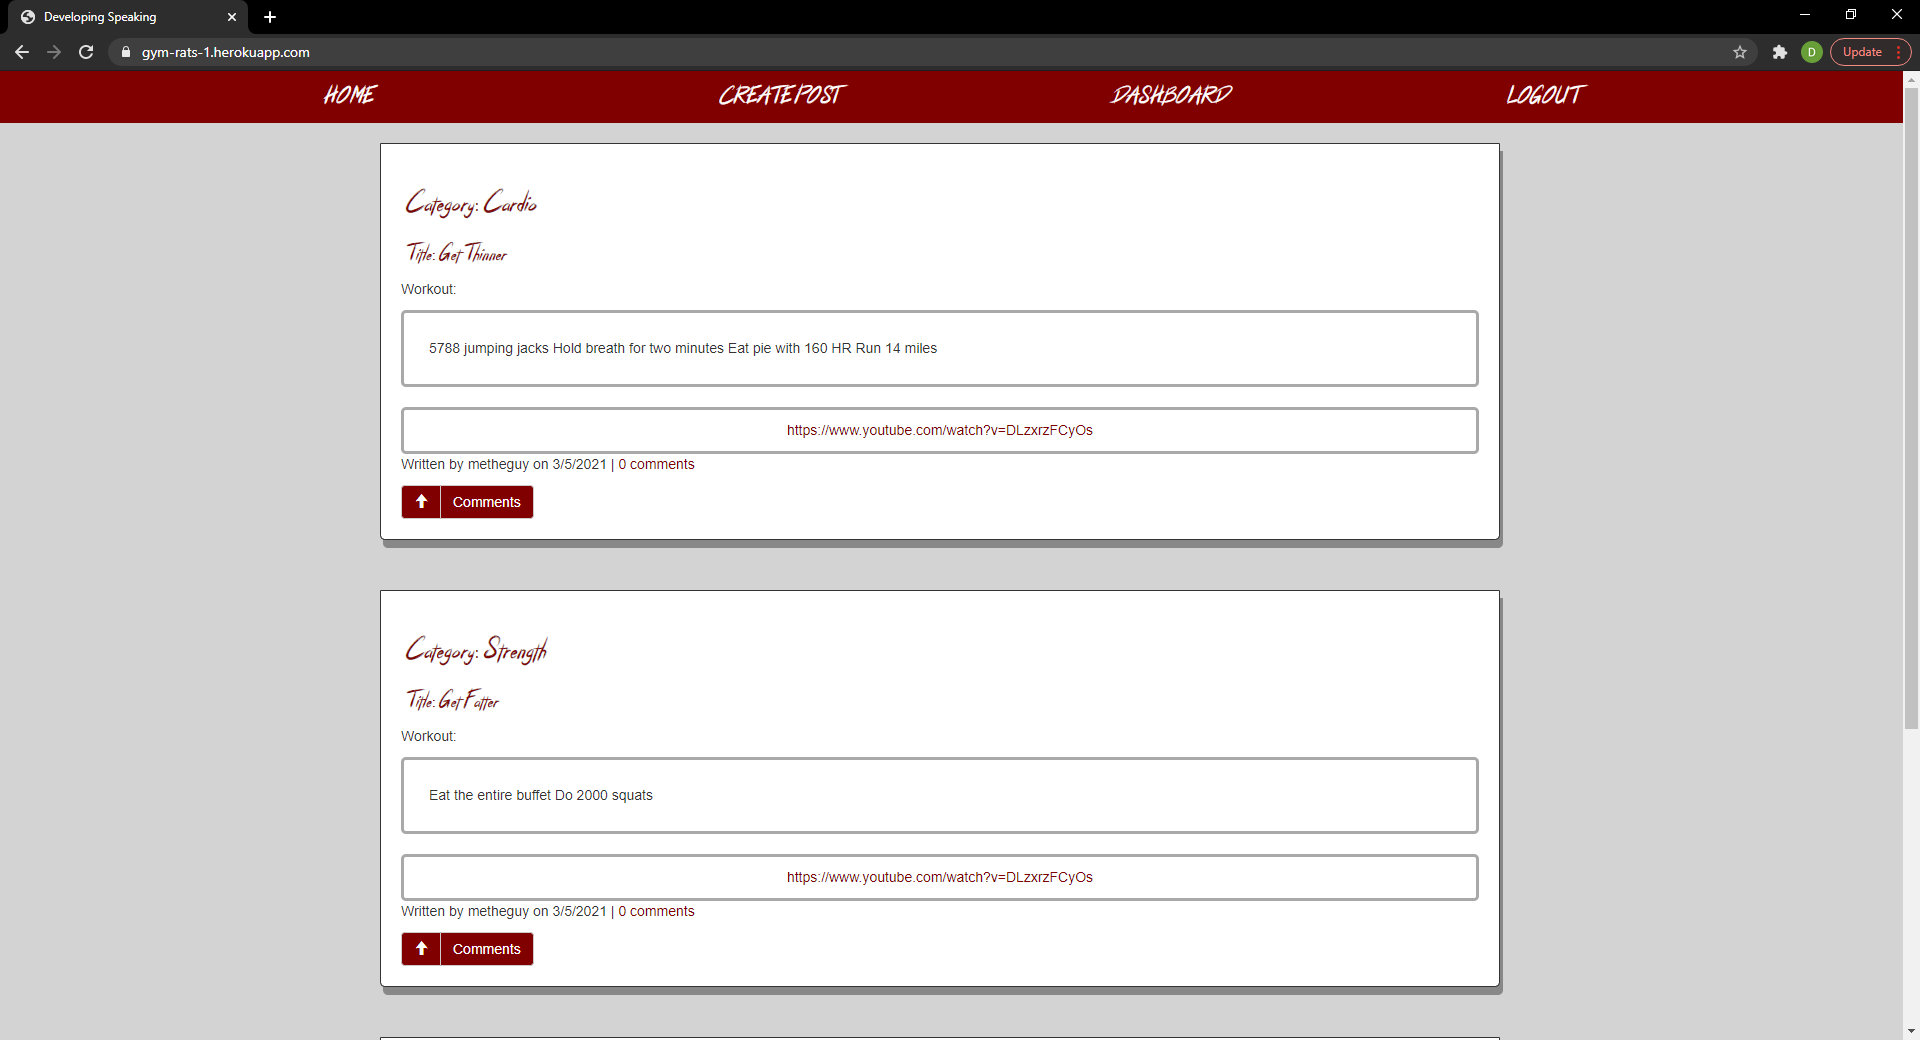 Developing Speaking
gym-rats-1.herokuapp.com
D
Update
HOME
CREATE POST
DASHBOARD
LOGOUT
Category: Cardio
Title: Get Thinner
Workout:
5788 jumping jacks Hold breath for two minutes Eat pie with 160 HR Run 14 miles
https://www.youtube.com/watch?v=DLzxrzFCyOs
Written by metheguy on 3/5/2021 | 0 comments
Comments
Category: Strength
Title: Get Fatter
Workout:
Eat the entire buffet Do 2000 squats
https://www.youtube.com/watch?v=DLzxrzFCyOs
Written by metheguy on 3/5/2021 | 0 comments
Comments